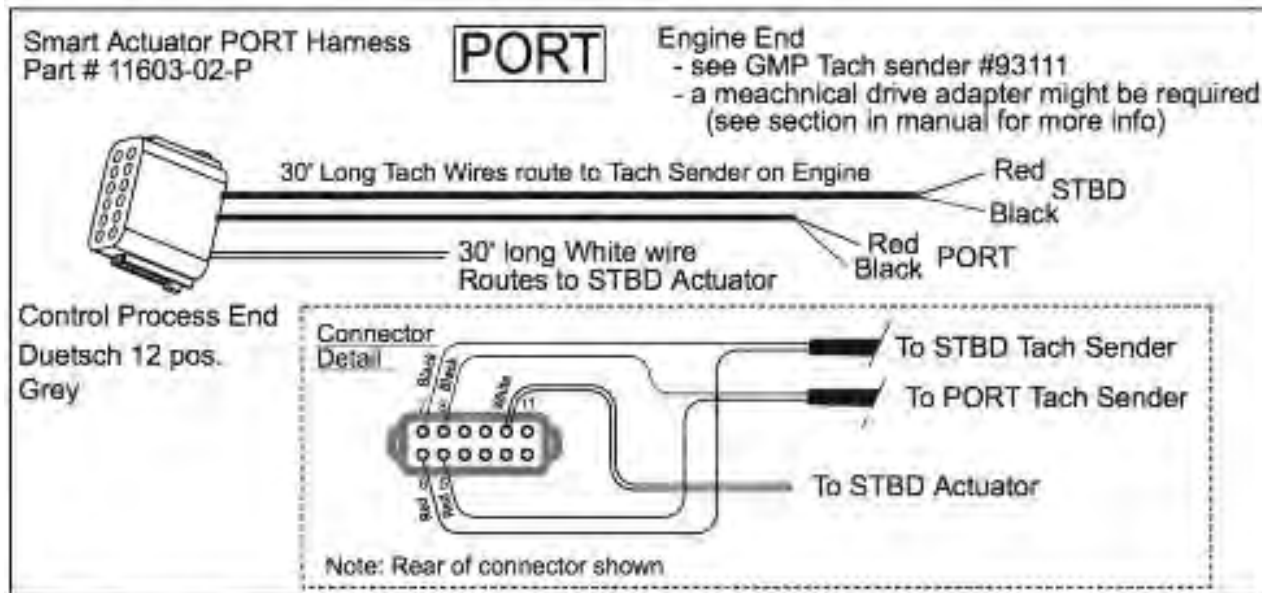 Smart Actuator PORT Harness
Part # 11603-02-P
PORT
Engine End
- see GMP Tach sender #93111
- a meachnical drive adapter might be required
(see section in manual for more info)
30' Long Tach Wires route to Tach Sender on Engine
Red
STBD
Black
Red
Black
PORT
30' long White wire
Routes to STBD Actuator
Control Process End
Duetsch 12 pos.
Grey
Connector
Detail
Black
Black
White
11
To STBD Tach Sender
To PORT Tach Sender
To STBD Actuator
Red
Red
Note: Rear of connector shown